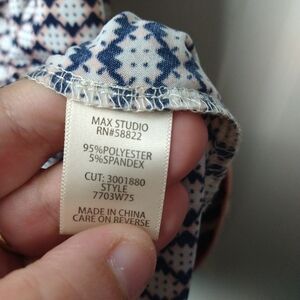 MAX STUDIO
RN#58822
95%POLYESTER
5%SPANDEX
CUT: 3001880
STYLE
7703W75
MADE IN CHINA
CARE ON REVERSE